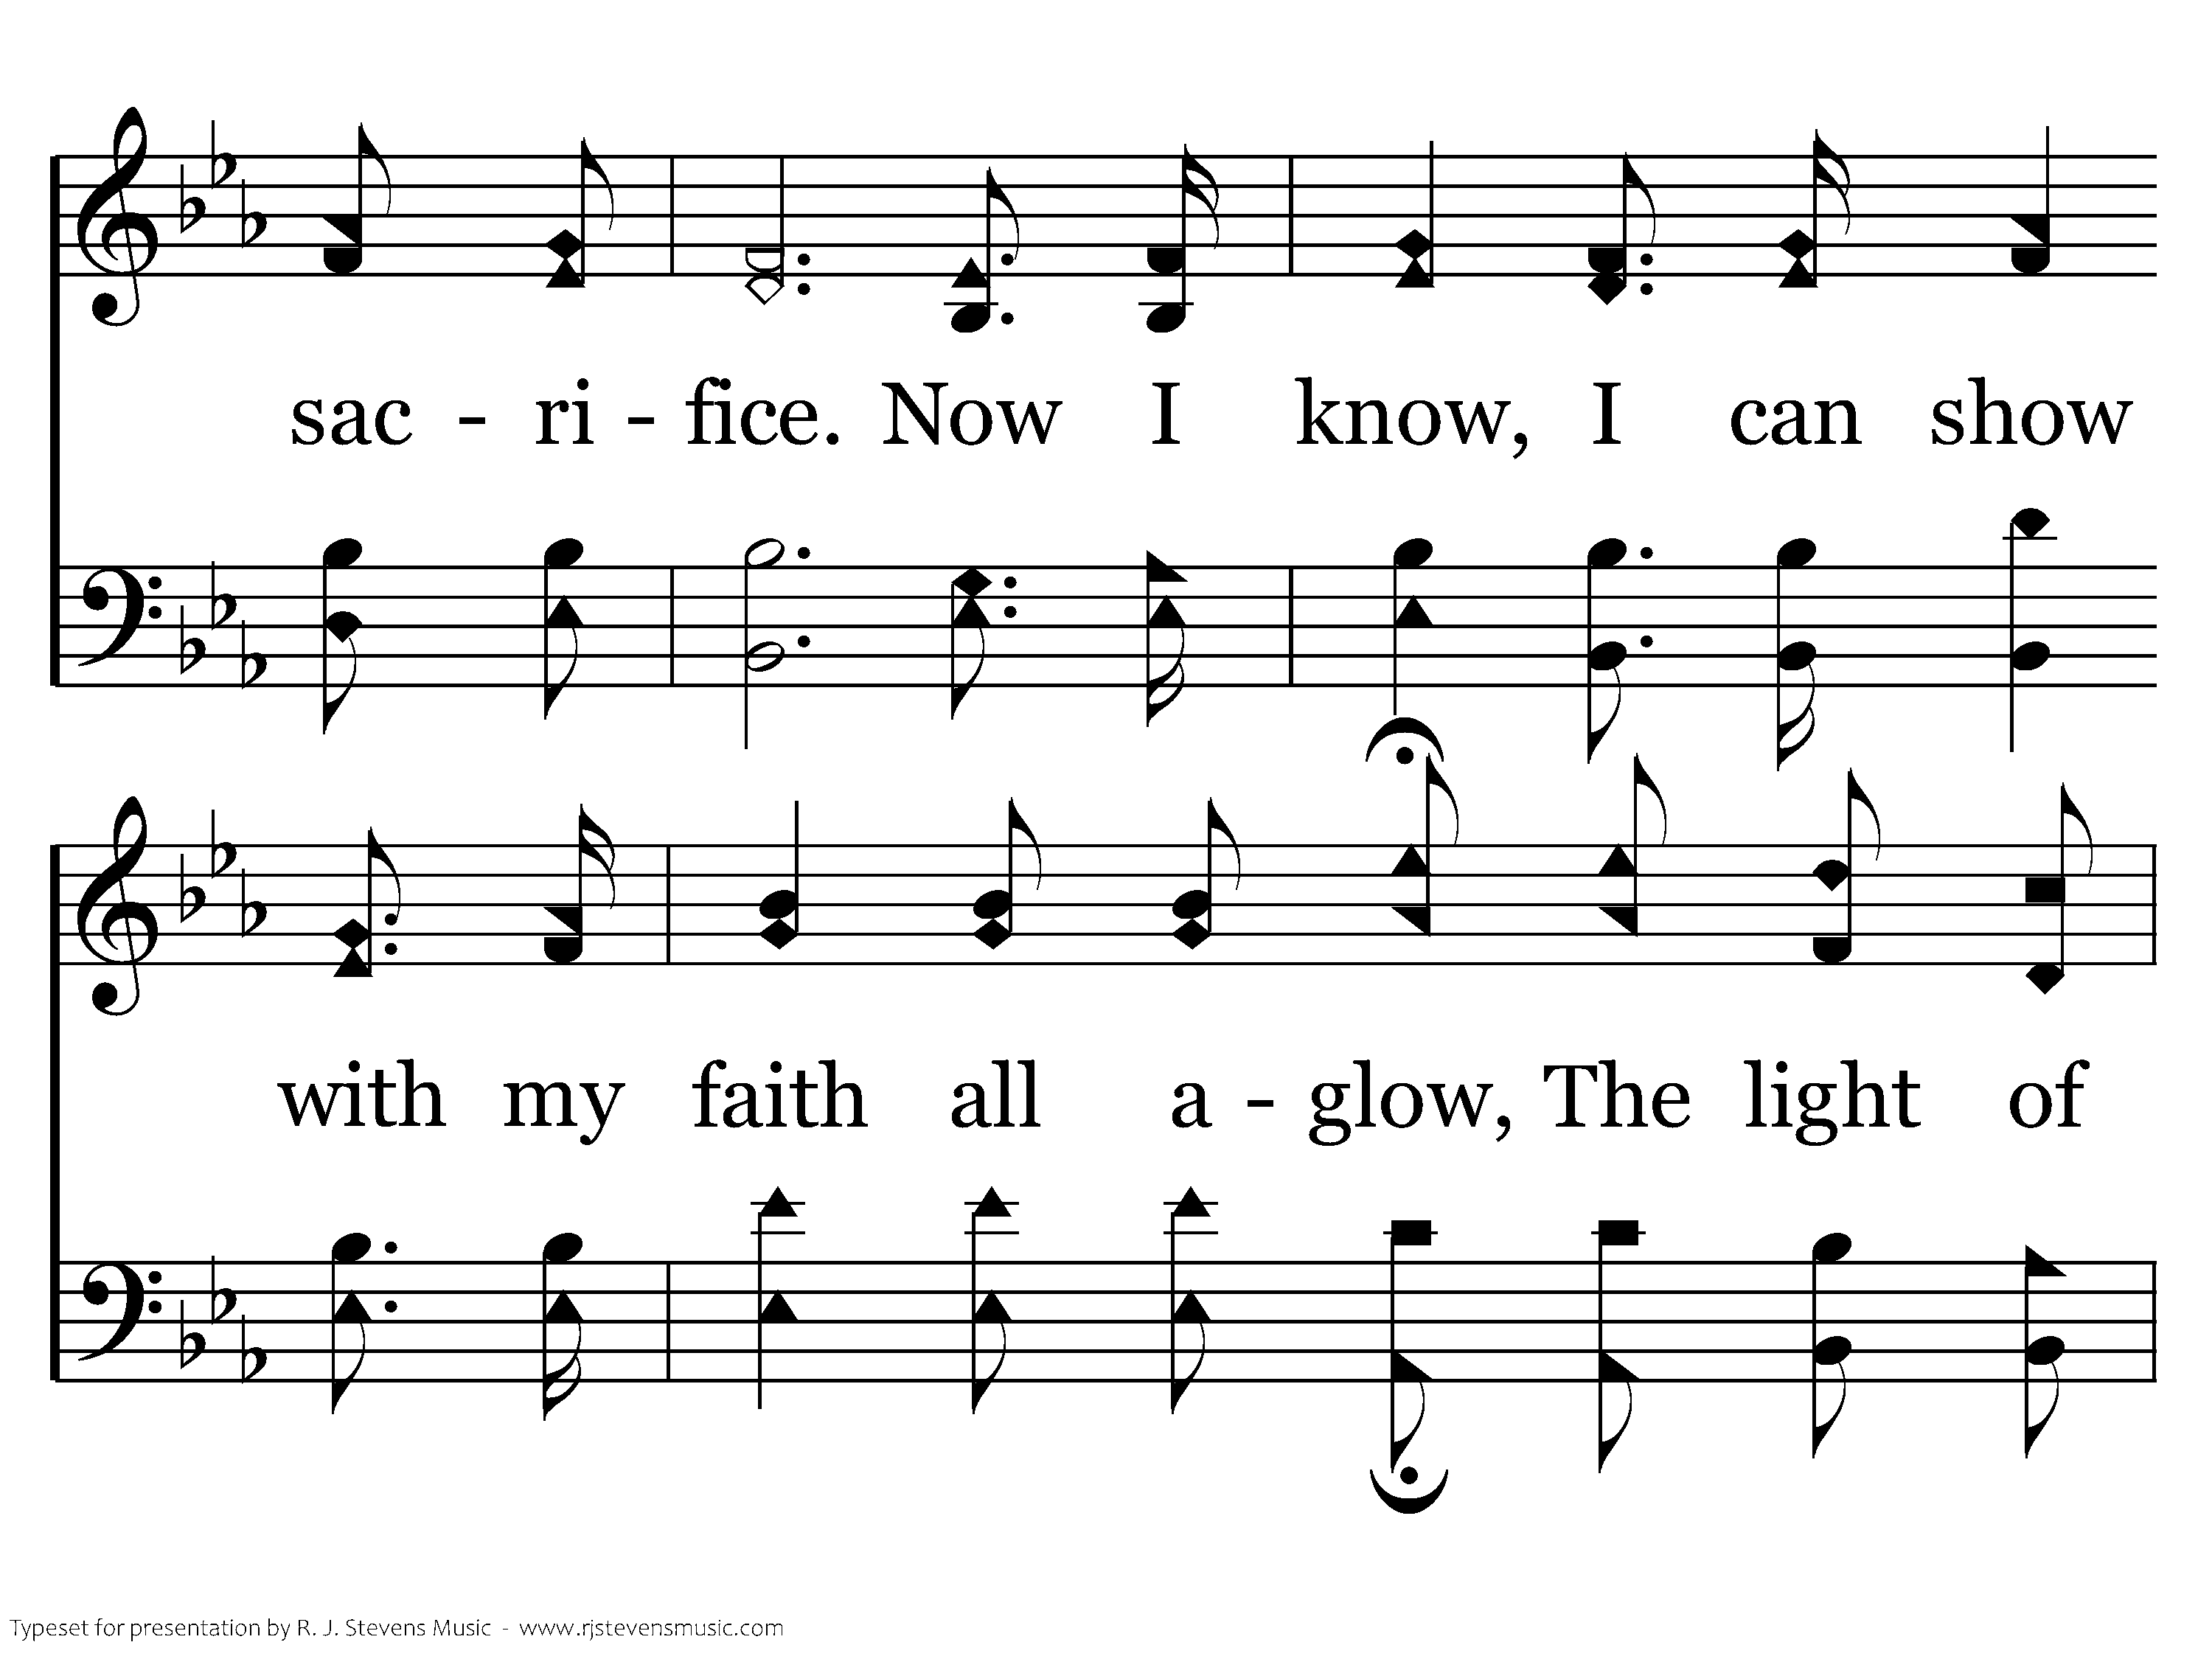 sac - ri - fice. Now I know, I can show
with my faith all a - glow, The light of
Typeset for presentation by R. J. Stevens Music - www.rjstevensmusic.com